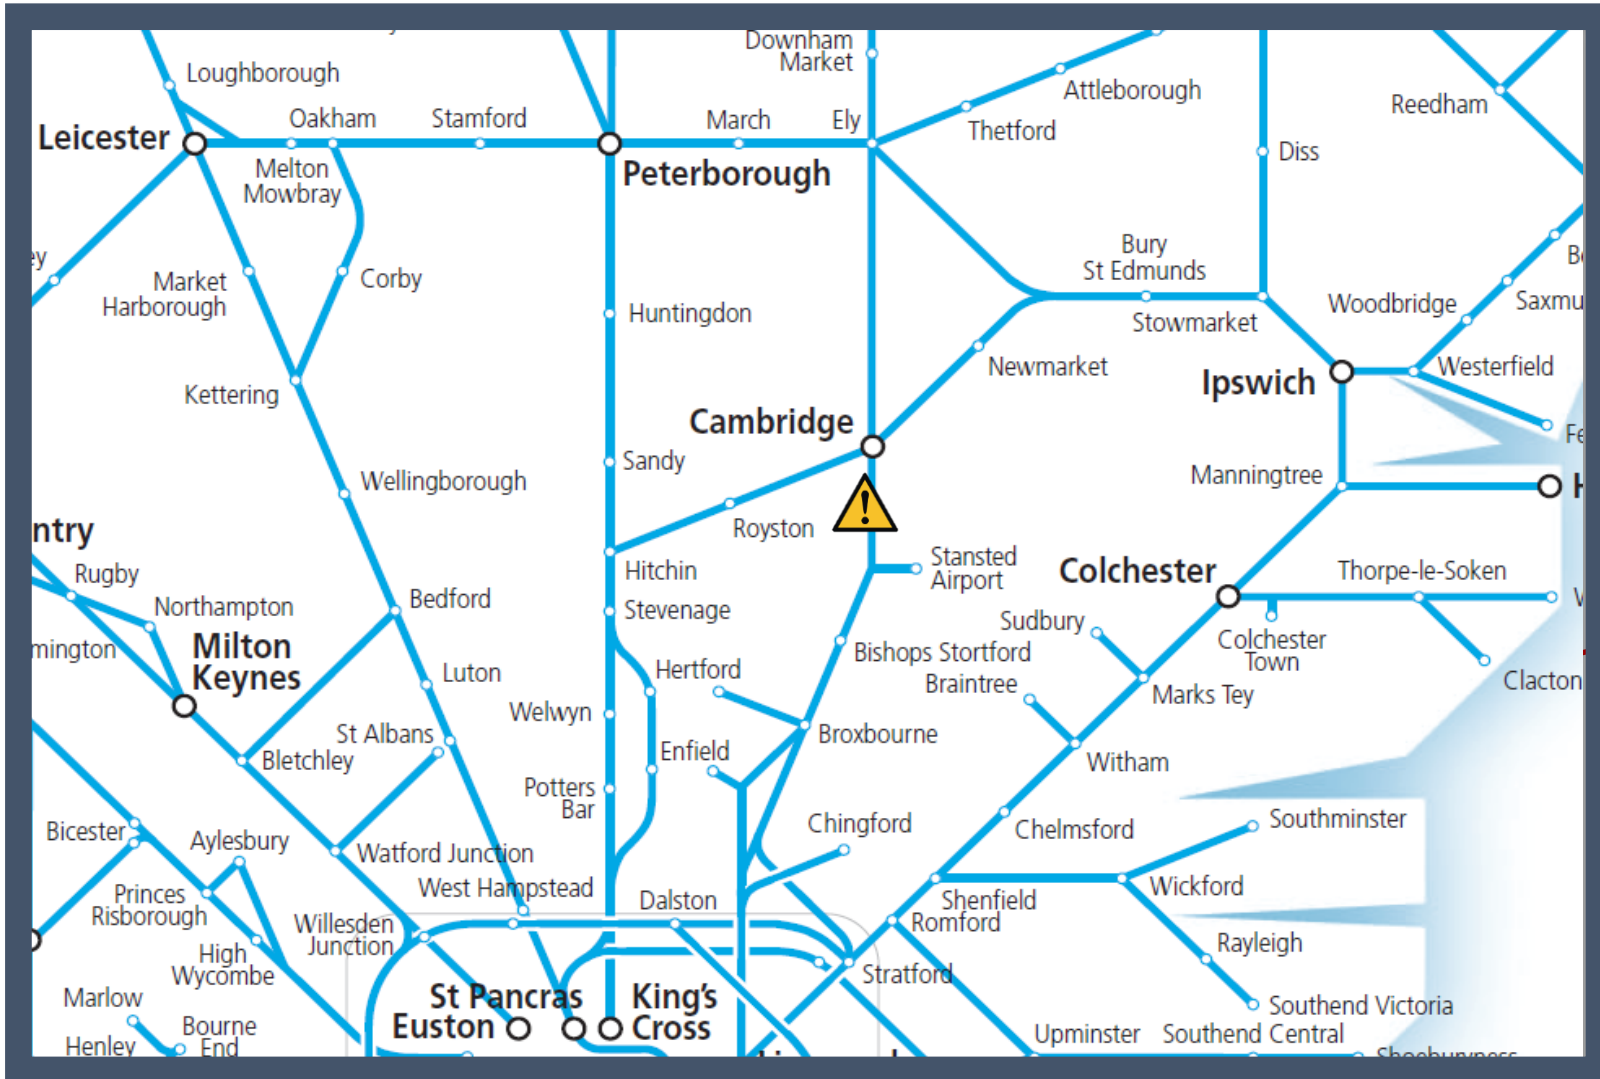 Downham
Market
Loughborough
Attleborough
Reedham
Leicester
Oakham
Stamford
March
Ely
Thetford
Melton
Mowbray
Peterborough
Diss
Bury
St Edmunds
Market
Harborough
Corby
Huntingdon
Stowmarket
Woodbridge
Saxmu
Newmarket
Ipswich
Westerfield
Kettering
Cambridge
Sandy
Wellingborough
Manningtree
Royston
ntry
Rugby
Hitchin
Stansted
Airport
Colchester
Thorpe-le-Soken
Northampton
Bedford
Stevenage
Sudbury
Colchester
Town
mington
Milton
Keynes
Luton
Hertford
Bishops Stortford
Braintree
Marks Tey
Clacton
Welwyn
St Albans
Enfield
Broxbourne
Bletchley
Witham
Potters
Bar
Bicester
Aylesbury
Watford Junction
Chingford
Chelmsford
Southminster
Princes
Risborough
West Hampstead
Dalston
Shenfield
Wickford
Willesden
Junction
Romford
High
Wycombe
Stratford
Rayleigh
Marlow
St Pancras
Euston
King's
Cross
Southend Victoria
Henley
Bourne
End
Upminster
Southend Central